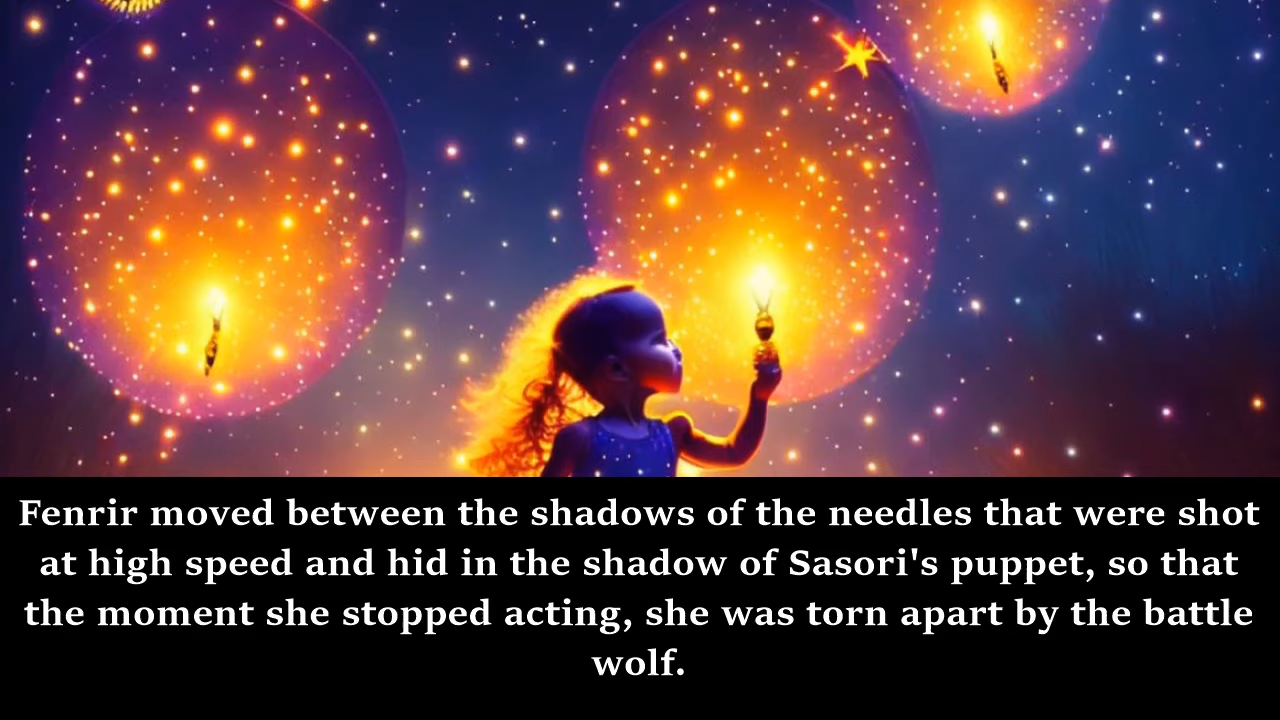 Fenrir moved between the shadows of the needles that were shot
at high speed and hid in the shadow of Sasori's puppet, so that
the moment she stopped acting, she was torn apart by the battle
wolf.